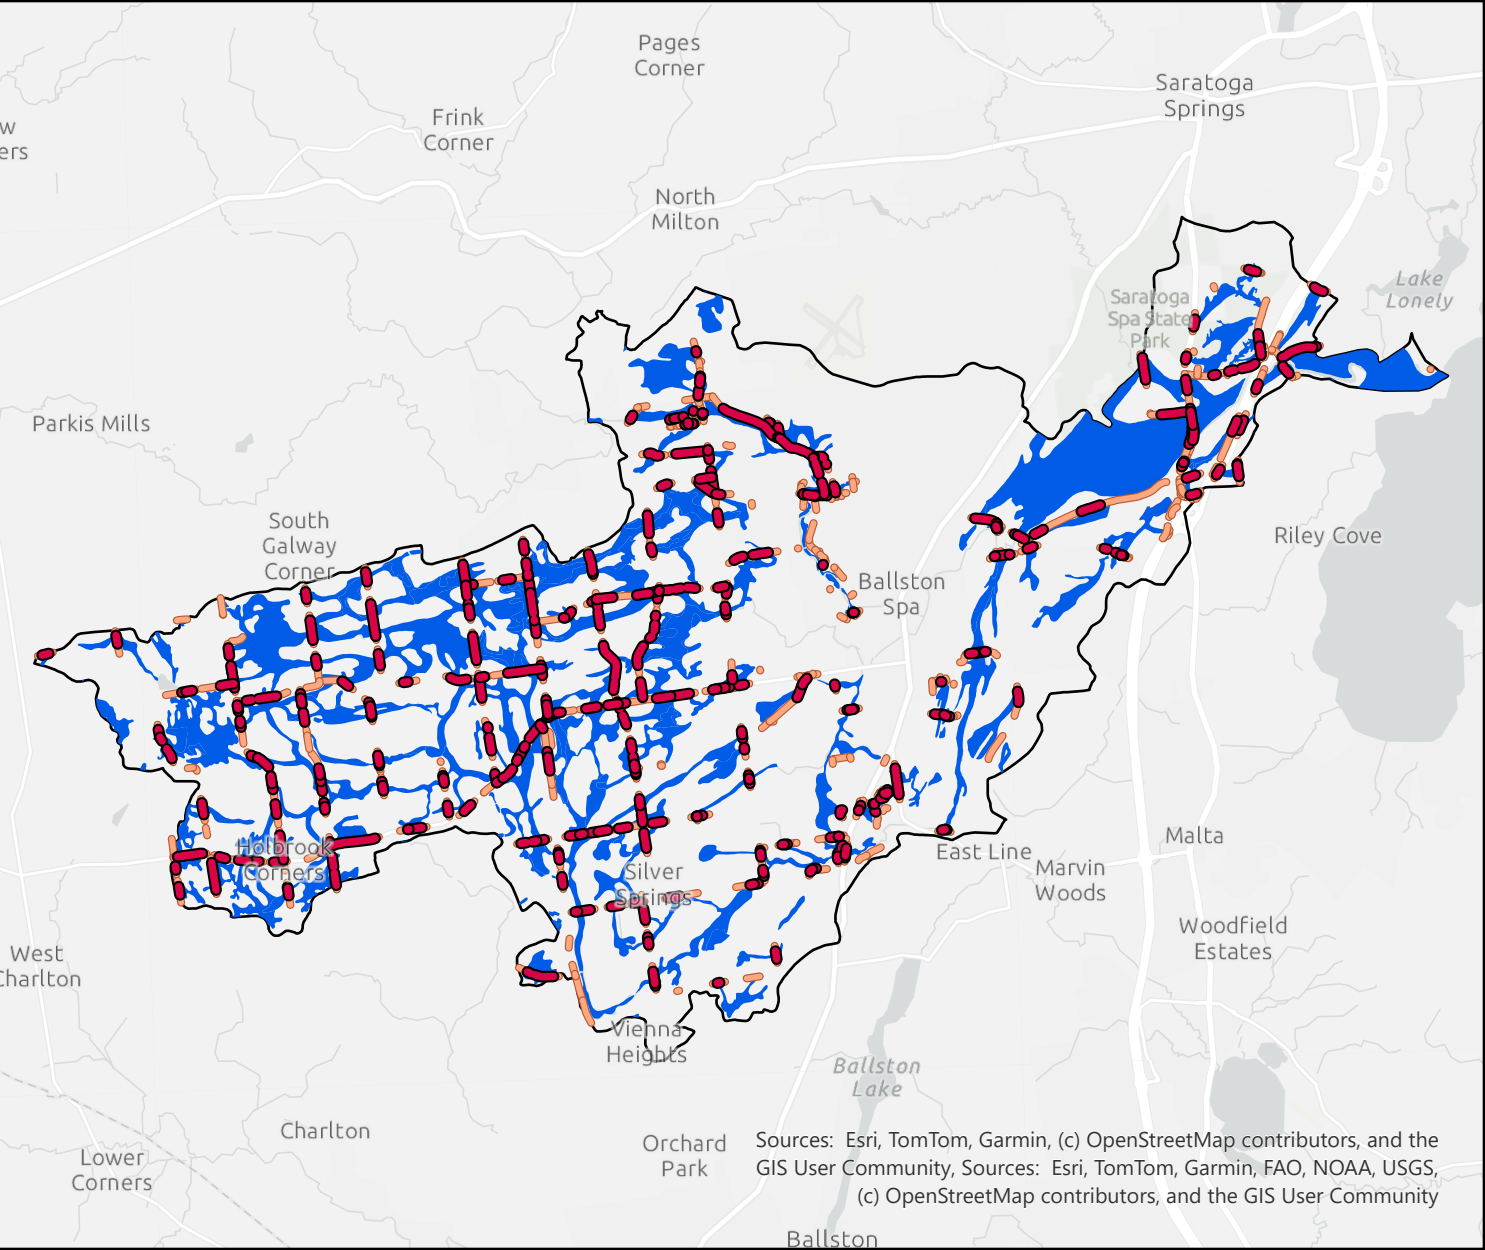 Pages
Corner
Saratoga
Springs
Frink
Corner
w
ers
North
Milton
Lake
Lonely
Saratoga
Spa State
Park
Parkis Mills
South
Galway
Corner
Riley Cove
Ballston
Spa
Malta
Holbrook
Corners
East Line
Marvin
Woods
Silver
Springs
Woodfield
Estates
West
Charlton
Vienna
Heights
Ballston
Lake
Charlton
Orchard
Park
Lower
Corners
Sources: Esri, TomTom, Garmin, (c) OpenStreetMap contributors, and the
GIS User Community, Sources: Esri, TomTom, Garmin, FAO, NOAA, USGS,
(c) OpenStreetMap contributors, and the GIS User Community
Ballston